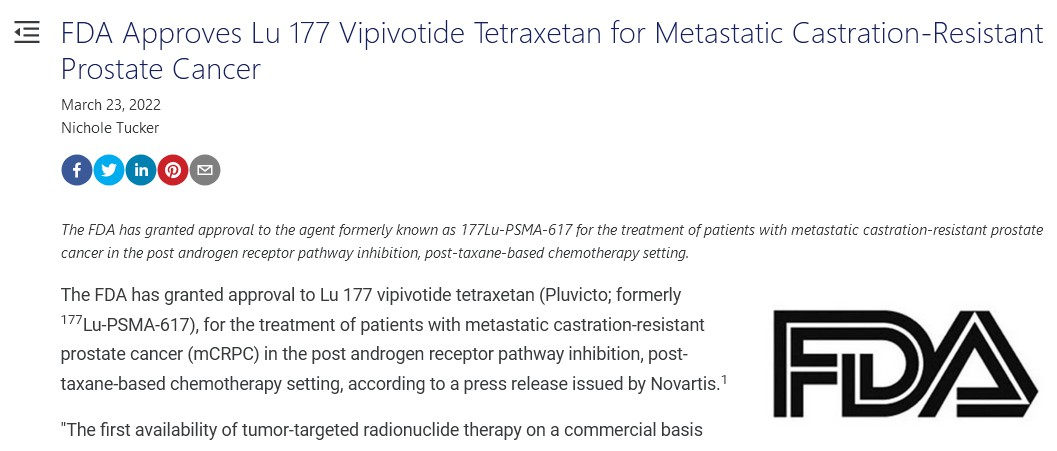 FDA Approves Lu 177 Vipivotide Tetraxetan for Metastatic Castration-Resistant
Prostate Cancer
March 23, 2022
Nichole Tucker
The FDA has granted approval to the agent formerly known as 177Lu-PSMA-617 for the treatment of patients with metastatic castration-resistant prostate
cancer in the post androgen receptor pathway inhibition, post-taxane-based chemotherapy setting.
The FDA has granted approval to Lu 177 vipivotide tetraxetan (Pluvicto; formerly
¹⁷⁷Lu-PSMA-617), for the treatment of patients with metastatic castration-resistant
prostate cancer (mCRPC) in the post androgen receptor pathway inhibition, post-
taxane-based chemotherapy setting, according to a press release issued by Novartis.¹
FDA
"The first availability of tumor-targeted radionuclide therapy on a commercial basis